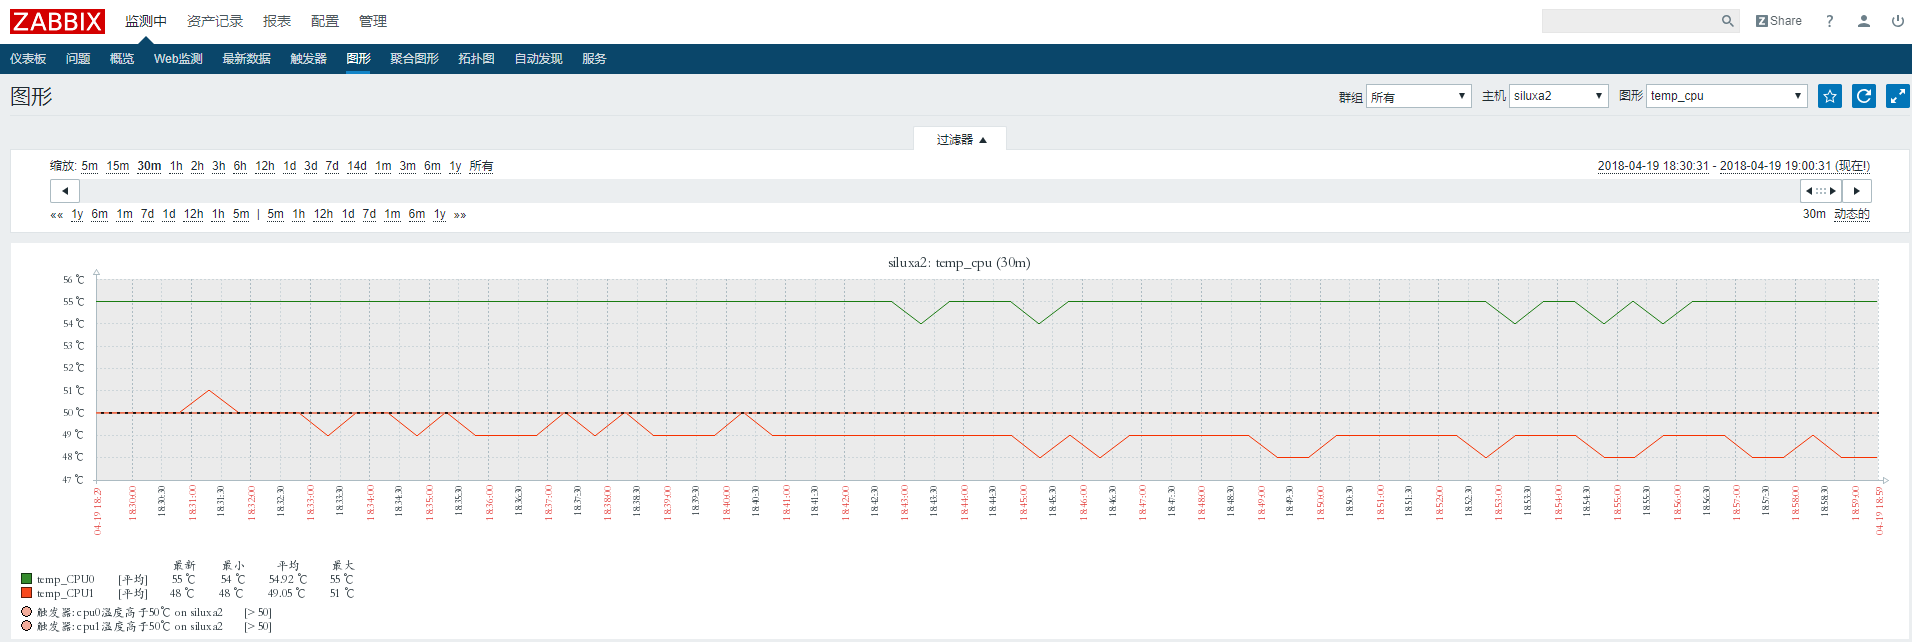 ZABBIX 监测中 资产记录 报表 配置 管理 Z Share ?
仪表板 问题 概览 Web监测 最新数据 触发器 图形 聚合图形 拓扑图 自动发现 服务
图形 群组 所有 主机 siluxa2 图形 temp_cpu
过滤器
缩放: 5m 15m 30m 1h 2h 3h 6h 12h 1d 3d 7d 14d 1m 3m 6m 1y 所有 2018-04-19 18:30:31 - 2018-04-19 19:00:31 (现在!)
«« 1y 6m 1m 7d 1d 12h 1h 5m | 5m 1h 12h 1d 7d 1m 6m 1y »» 30m 动态的
siluxa2: temp_cpu (30m)
56 ℃
55 ℃
54 ℃
53 ℃
52 ℃
51 ℃
50 ℃
49 ℃
48 ℃
47 ℃
04-19 18:29 18:30:00 18:30:30 18:31:00 18:31:30 18:32:00 18:32:30 18:33:00 18:33:30 18:34:00 18:34:30 18:35:00 18:35:30 18:36:00 18:36:30 18:37:00 18:37:30 18:38:00 18:38:30 18:39:00 18:39:30 18:40:00 18:40:30 18:41:00 18:41:30 18:42:00 18:42:30 18:43:00 18:43:30 18:44:00 18:44:30 18:45:00 18:45:30 18:46:00 18:46:30 18:47:00 18:47:30 18:48:00 18:48:30 18:49:00 18:49:30 18:50:00 18:50:30 18:51:00 18:51:30 18:52:00 18:52:30 18:53:00 18:53:30 18:54:00 18:54:30 18:55:00 18:55:30 18:56:00 18:56:30 18:57:00 18:57:30 18:58:00 18:58:30 18:59:00 04-19 18:59
最新 最小 平均 最大
temp_CPU0 [平均] 55 ℃ 54 ℃ 54.92 ℃ 55 ℃
temp_CPU1 [平均] 48 ℃ 48 ℃ 49.05 ℃ 51 ℃
触发器: cpu0温度高于50℃ on siluxa2 [> 50]
触发器: cpu1温度高于50℃ on siluxa2 [> 50]